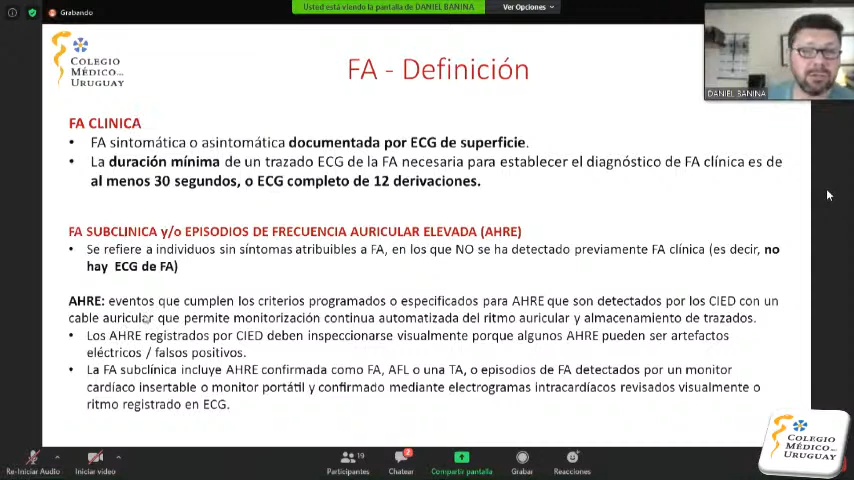 Grabando
Usted está viendo la pantalla de DANIEL BANINA
Ver Opciones
COLEGIO
MÉDICO DEL
URUGUAY
FA - Definición
DANIEL BANINA
FA CLINICA
• FA sintomática o asintomática documentada por ECG de superficie.
• La duración mínima de un trazado ECG de la FA necesaria para establecer el diagnóstico de FA clínica es de
al menos 30 segundos, o ECG completo de 12 derivaciones.
FA SUBCLINICA y/o EPISODIOS DE FRECUENCIA AURICULAR ELEVADA (AHRE)
• Se refiere a individuos sin síntomas atribuibles a FA, en los que NO se ha detectado previamente FA clínica (es decir, no
hay ECG de FA)
AHRE: eventos que cumplen los criterios programados o especificados para AHRE que son detectados por los CIED con un
cable auricular que permite monitorización continua automatizada del ritmo auricular y almacenamiento de trazados.
• Los AHRE registrados por CIED deben inspeccionarse visualmente porque algunos AHRE pueden ser artefactos
eléctricos / falsos positivos.
• La FA subclínica incluye AHRE confirmada como FA, AFL o una TA, o episodios de FA detectados por un monitor
cardíaco insertable o monitor portátil y confirmado mediante electrogramas intracardíacos revisados visualmente o
ritmo registrado en ECG.
COLEGIO
MÉDICO DEL
URUGUAY
19
2
Re-Iniciar Audio
Iniciar video
Participantes
Chatear
Compartir pantalla
Grabar
Reacciones